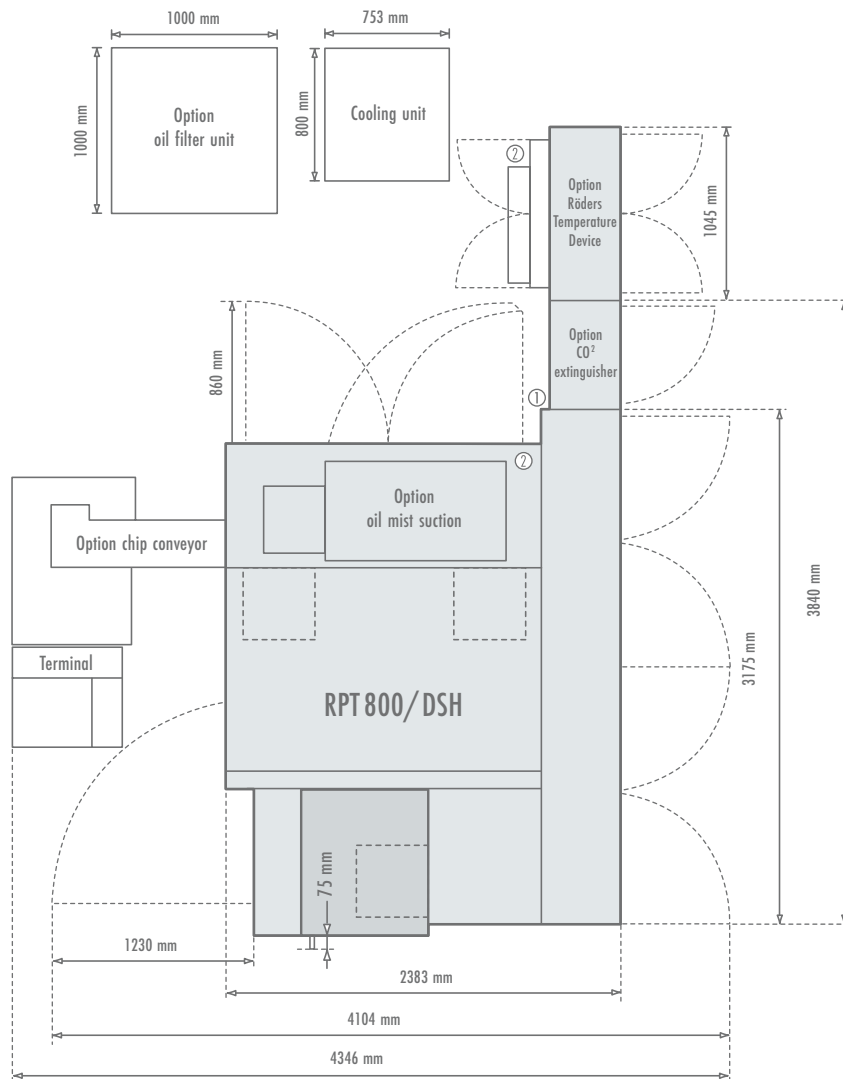 1000 mm
753 mm
1000 mm
Option
oil filter unit
800 mm
Cooling unit
②
Option
Röders
Temperature
Device
1045 mm
860 mm
Option
CO²
extinguisher
①
②
Option
oil mist suction
Option chip conveyor
3840 mm
3175 mm
Terminal
RPT 800/DSH
75 mm
1230 mm
2383 mm
4104 mm
4346 mm